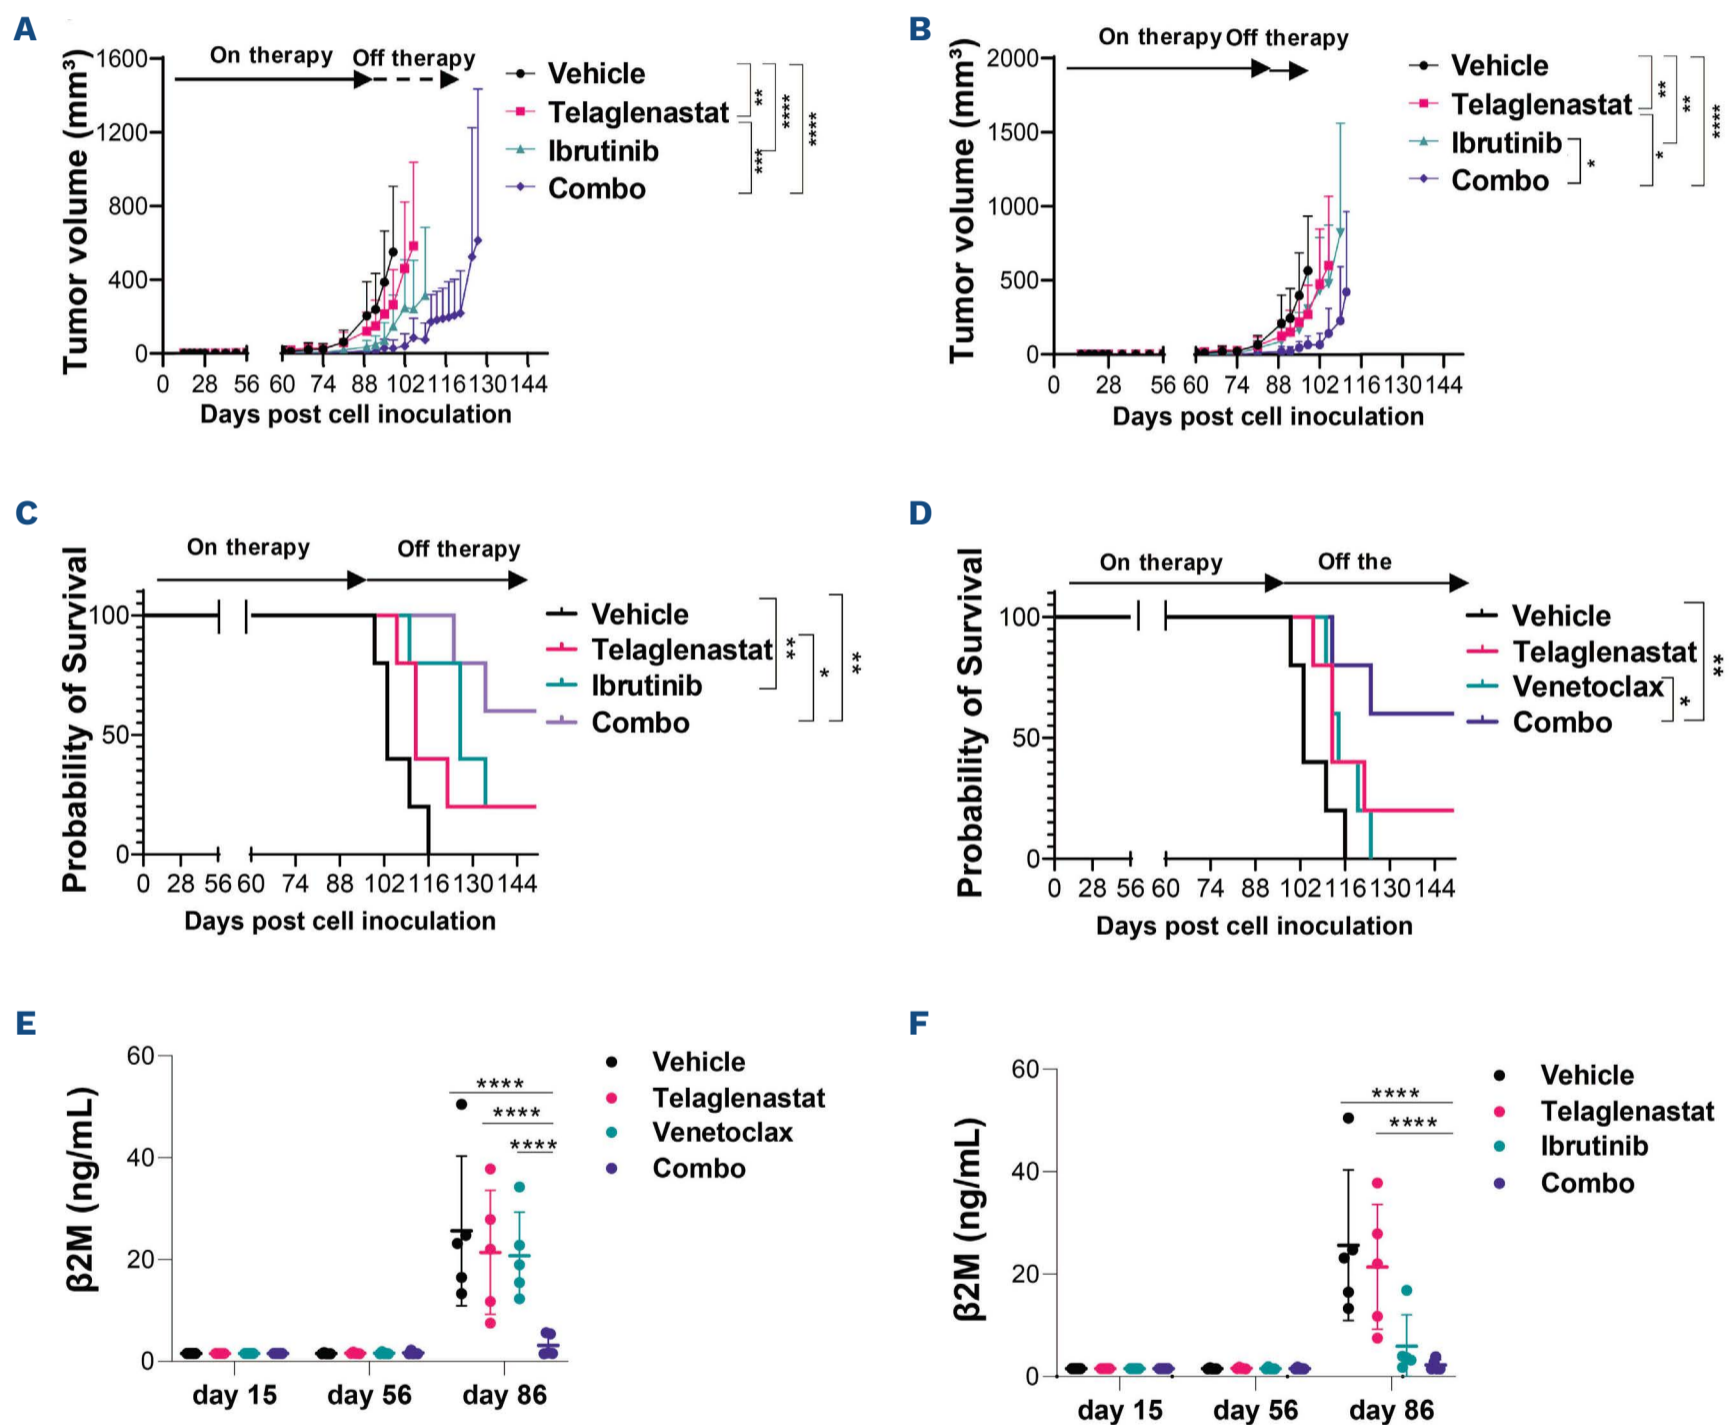 A
On therapy Off therapy
Tumor volume (mm³)
1600
1200
800
400
0
0 28 56 60 74 88 102 116 130 144
Days post cell inoculation
Vehicle
Telaglenastat
Ibrutinib
Combo
** **** ****
***
B
On therapy Off therapy
Tumor volume (mm³)
2000
1500
1000
500
0
0 28 56 60 74 88 102 116 130 144
Days post cell inoculation
Vehicle
Telaglenastat
Ibrutinib
Combo
** ** ****
* *
C
On therapy Off therapy
Probability of Survival
100
50
0
0 28 56 60 74 88 102 116 130 144
Days post cell inoculation
Vehicle
Telaglenastat
Ibrutinib
Combo
** * **
D
On therapy Off the
Probability of Survival
100
50
0
0 28 56 60 74 88 102 116 130 144
Days post cell inoculation
Vehicle
Telaglenastat
Venetoclax
Combo
* **
E
β2M (ng/mL)
60
40
20
0
day 15 day 56 day 86
****
****
****
Vehicle
Telaglenastat
Venetoclax
Combo
F
β2M (ng/mL)
60
40
20
0
day 15 day 56 day 86
****
****
Vehicle
Telaglenastat
Ibrutinib
Combo